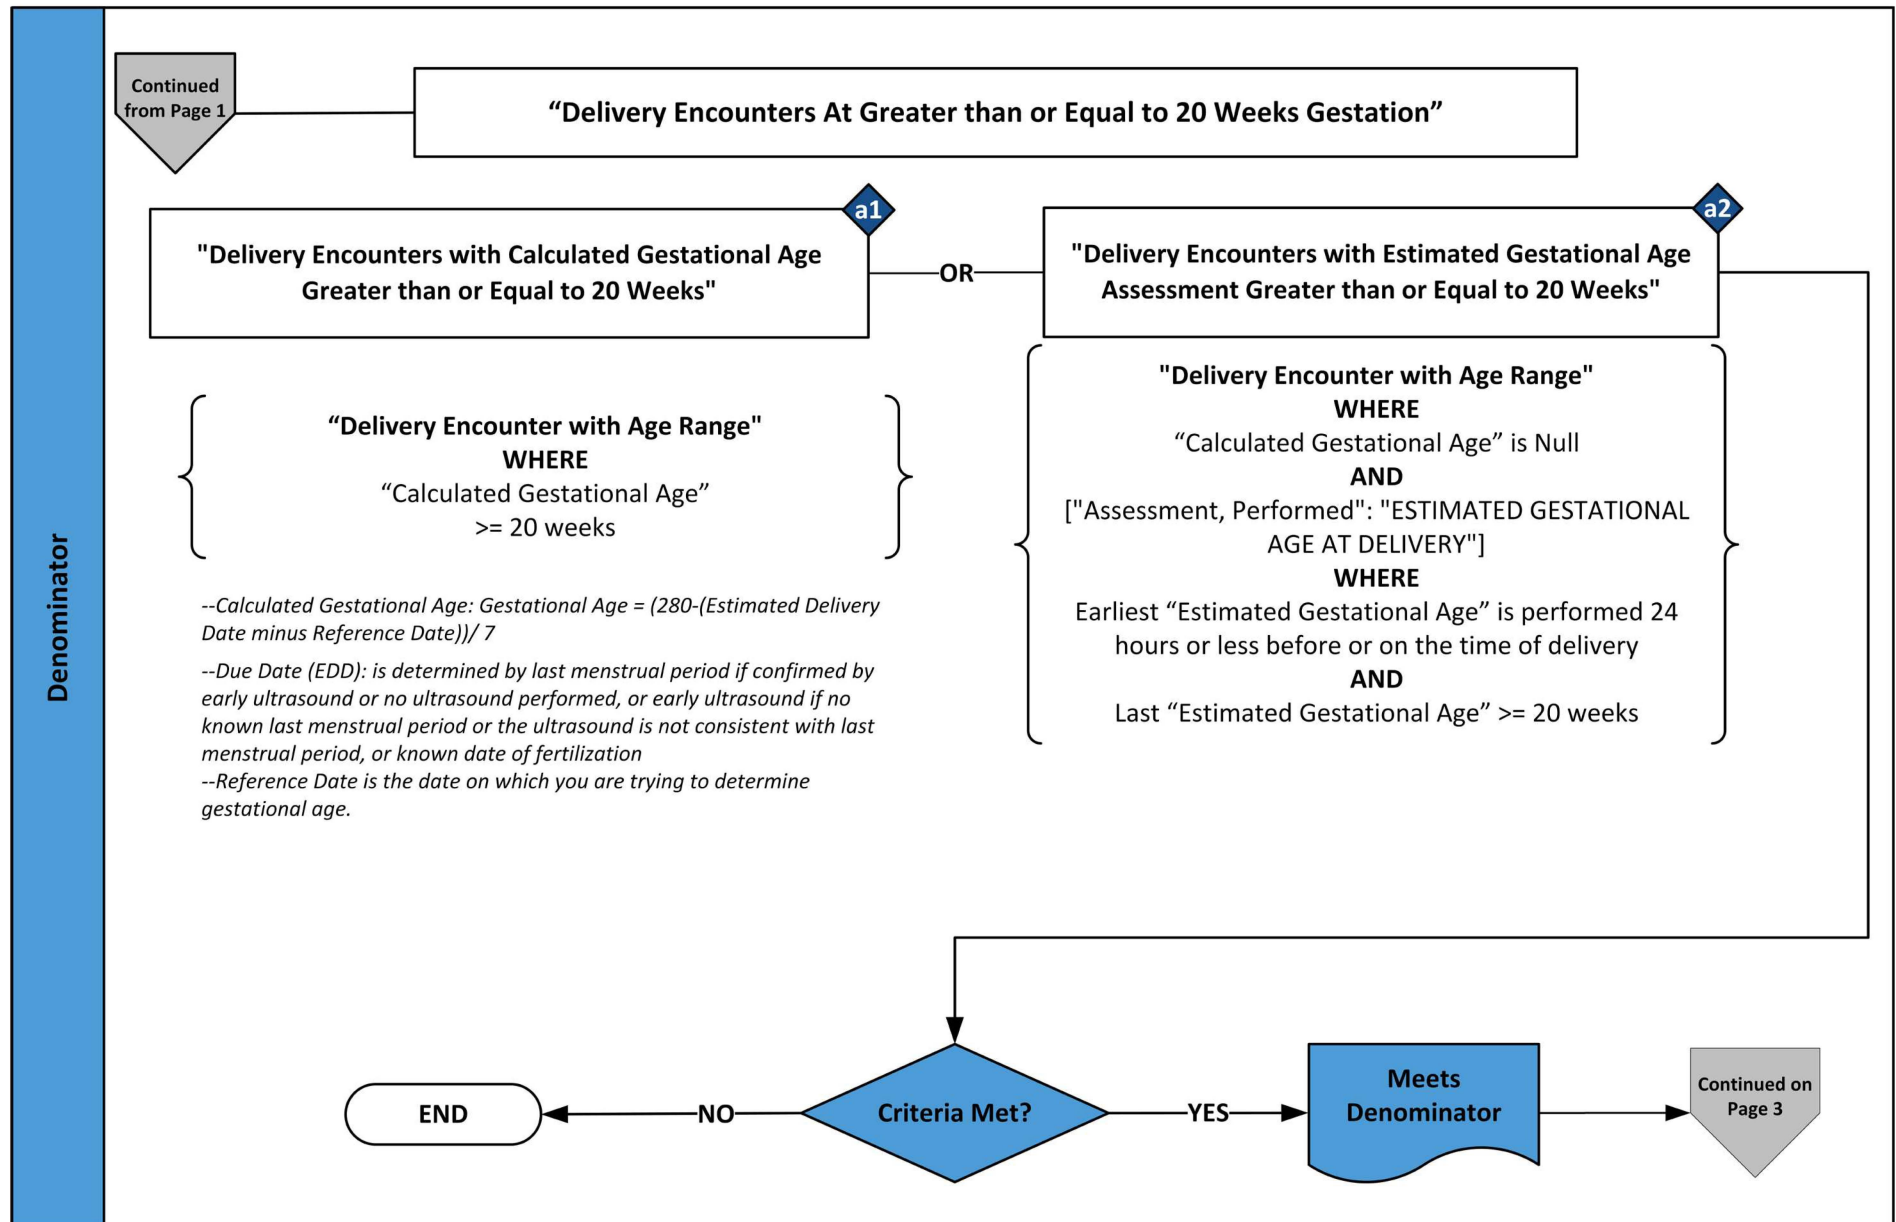 Denominator
Continued
from Page 1
“Delivery Encounters At Greater than or Equal to 20 Weeks Gestation”
a1
"Delivery Encounters with Calculated Gestational Age
Greater than or Equal to 20 Weeks"
OR
a2
"Delivery Encounters with Estimated Gestational Age
Assessment Greater than or Equal to 20 Weeks"
“Delivery Encounter with Age Range"
WHERE
“Calculated Gestational Age”
>= 20 weeks
--Calculated Gestational Age: Gestational Age = (280-(Estimated Delivery
Date minus Reference Date))/ 7
--Due Date (EDD): is determined by last menstrual period if confirmed by
early ultrasound or no ultrasound performed, or early ultrasound if no
known last menstrual period or the ultrasound is not consistent with last
menstrual period, or known date of fertilization
--Reference Date is the date on which you are trying to determine
gestational age.
"Delivery Encounter with Age Range"
WHERE
“Calculated Gestational Age” is Null
AND
["Assessment, Performed": "ESTIMATED GESTATIONAL
AGE AT DELIVERY"]
WHERE
Earliest “Estimated Gestational Age” is performed 24
hours or less before or on the time of delivery
AND
Last “Estimated Gestational Age” >= 20 weeks
END
NO
Criteria Met?
YES
Meets
Denominator
Continued on
Page 3